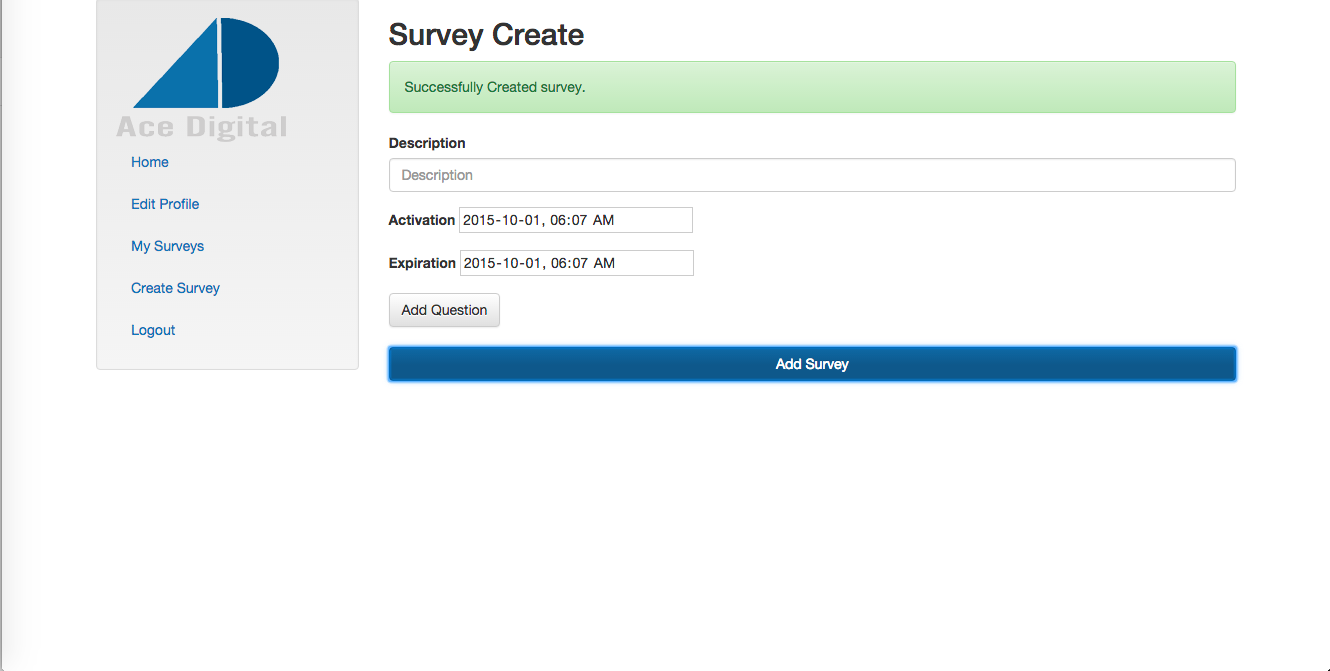 Ace Digital
Home
Edit Profile
My Surveys
Create Survey
Logout
Survey Create
Successfully Created survey.
Description
Description
Activation 2015-10-01, 06:07 AM
Expiration 2015-10-01, 06:07 AM
Add Question
Add Survey